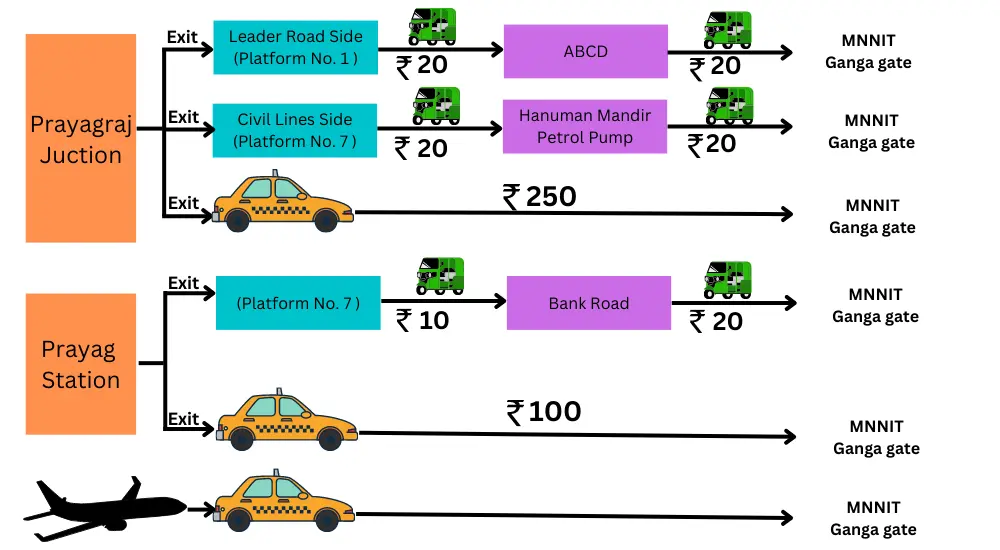 Prayagraj
Juction
Exit
Leader Road Side
(Platform No. 1 )
₹ 20
ABCD
₹ 20
MNNIT
Ganga gate
Exit
Civil Lines Side
(Platform No. 7 )
₹ 20
Hanuman Mandir
Petrol Pump
₹20
MNNIT
Ganga gate
Exit
₹ 250
MNNIT
Ganga gate
Prayag
Station
Exit
(Platform No. 7 )
₹ 10
Bank Road
₹ 20
MNNIT
Ganga gate
Exit
₹ 100
MNNIT
Ganga gate
MNNIT
Ganga gate